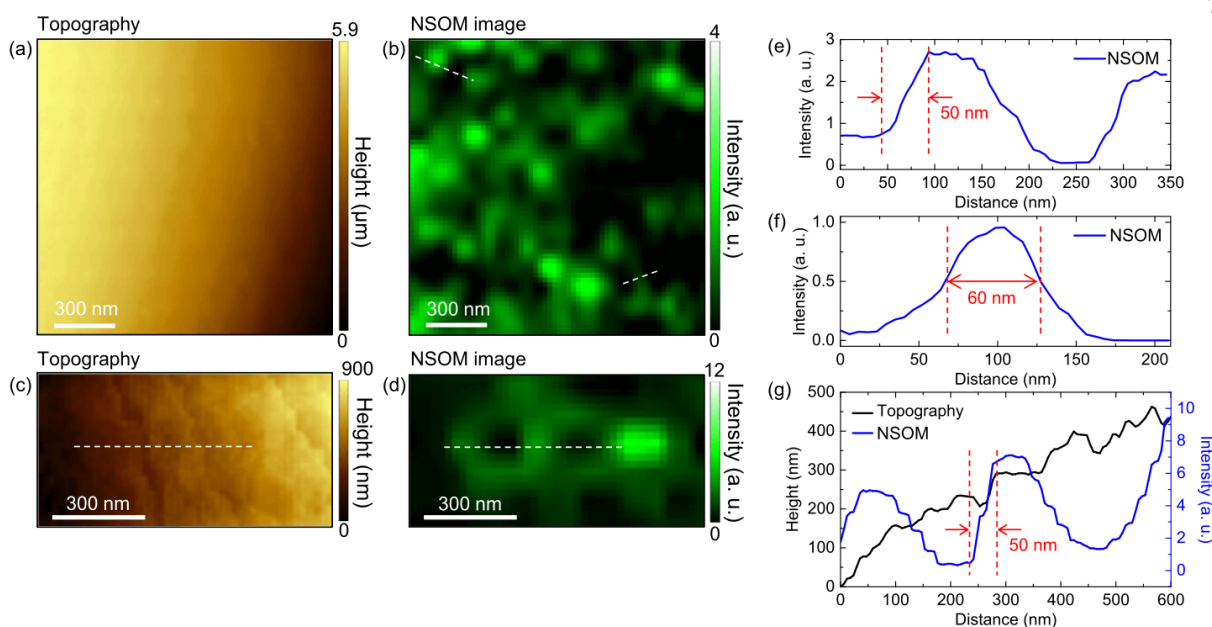 Topography
(a)
5.9
Height (μm)
0
300 nm
NSOM image
(b)
4
Intensity (a. u.)
0
300 nm
Topography
(c)
900
Height (nm)
0
300 nm
NSOM image
(d)
12
Intensity (a. u.)
0
300 nm
(e)
3
2
1
0
Intensity (a. u.)
NSOM
50 nm
0 50 100 150 200 250 300 350
Distance (nm)
(f)
1.0
0.5
0.0
Intensity (a. u.)
NSOM
60 nm
0 50 100 150 200
Distance (nm)
(g)
500
400
300
200
100
0
Height (nm)
Topography
NSOM
50 nm
10
8
6
4
2
0
Intensity (a. u.)
0 100 200 300 400 500 600
Distance (nm)